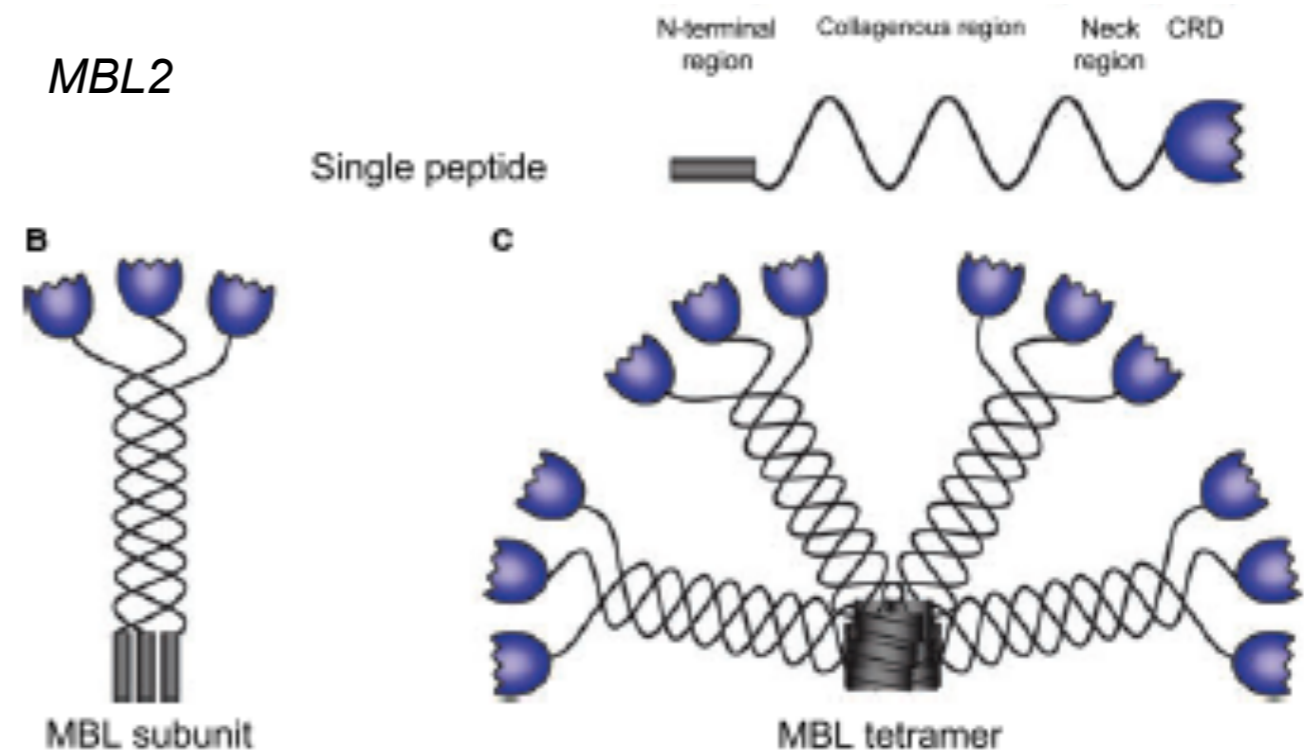 MBL2
N-terminal region
Collagenous region
Neck region
CRD
Single peptide
B
C
MBL subunit
MBL tetramer